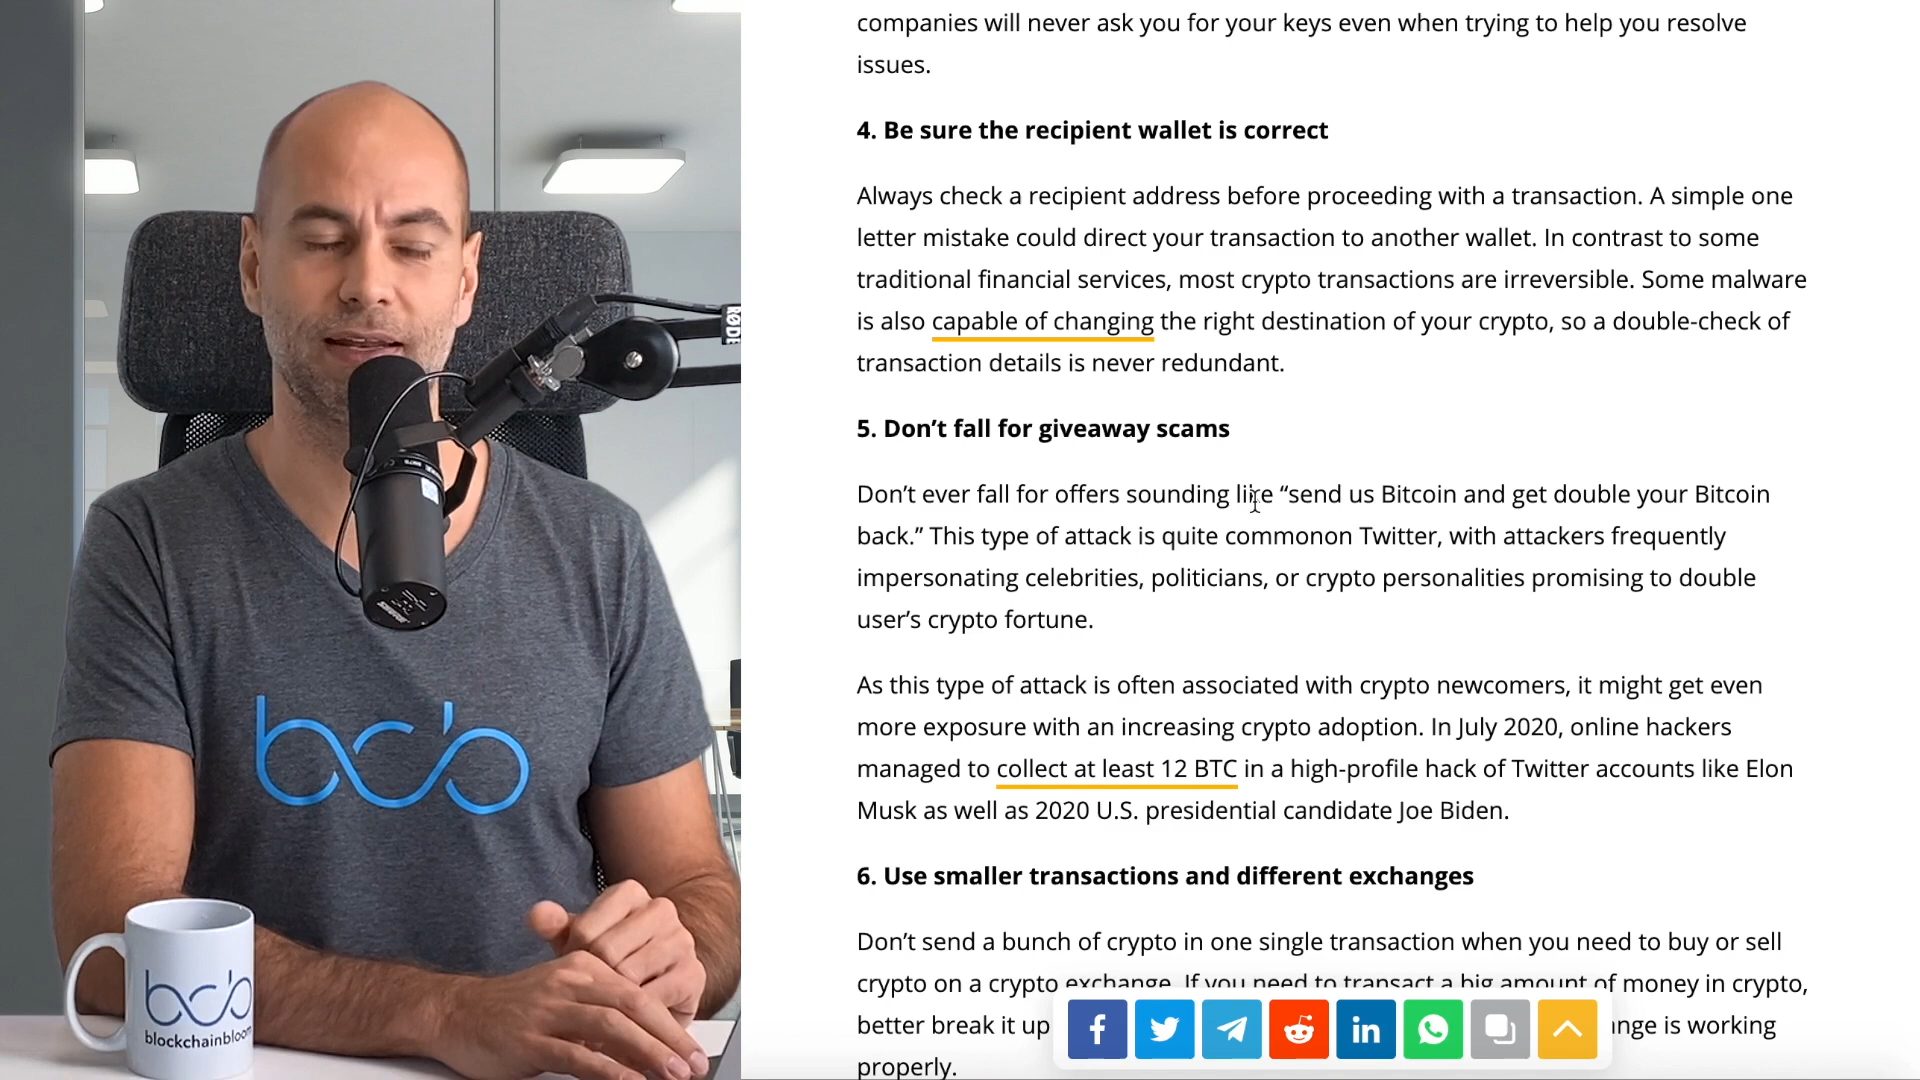 companies will never ask you for your keys even when trying to help you resolve
issues.
4. Be sure the recipient wallet is correct
Always check a recipient address before proceeding with a transaction. A simple one
letter mistake could direct your transaction to another wallet. In contrast to some
traditional financial services, most crypto transactions are irreversible. Some malware
is also capable of changing the right destination of your crypto, so a double-check of
transaction details is never redundant.
5. Don’t fall for giveaway scams
Don’t ever fall for offers sounding like “send us Bitcoin and get double your Bitcoin
back.” This type of attack is quite commonon Twitter, with attackers frequently
impersonating celebrities, politicians, or crypto personalities promising to double
user’s crypto fortune.
As this type of attack is often associated with crypto newcomers, it might get even
more exposure with an increasing crypto adoption. In July 2020, online hackers
managed to collect at least 12 BTC in a high-profile hack of Twitter accounts like Elon
Musk as well as 2020 U.S. presidential candidate Joe Biden.
6. Use smaller transactions and different exchanges
Don’t send a bunch of crypto in one single transaction when you need to buy or sell
crypto on a crypto exchange. If you need to transact a big amount of money in crypto,
better break it up is working
properly.
RØDE
bcb
bcb
blockchainbloom